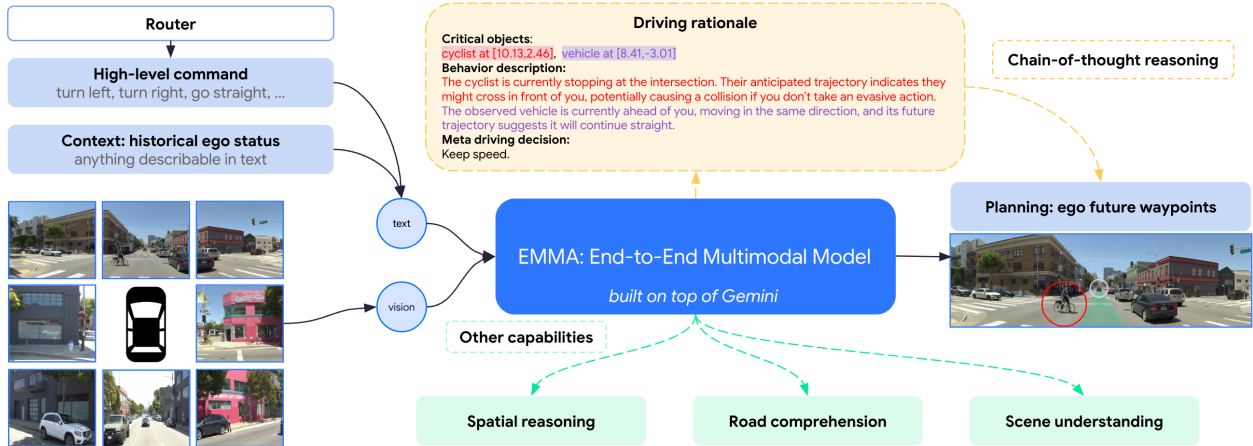 Router
High-level command
turn left, turn right, go straight, ...
Context: historical ego status
anything describable in text
text
vision
Driving rationale
Critical objects:
cyclist at [10.13,2.46], vehicle at [8.41,-3.01]
Behavior description:
The cyclist is currently stopping at the intersection. Their anticipated trajectory indicates they
might cross in front of you, potentially causing a collision if you don't take an evasive action.
The observed vehicle is currently ahead of you, moving in the same direction, and its future
trajectory suggests it will continue straight.
Meta driving decision:
Keep speed.
Chain-of-thought reasoning
EMMA: End-to-End Multimodal Model
built on top of Gemini
Planning: ego future waypoints
Other capabilities
Spatial reasoning
Road comprehension
Scene understanding